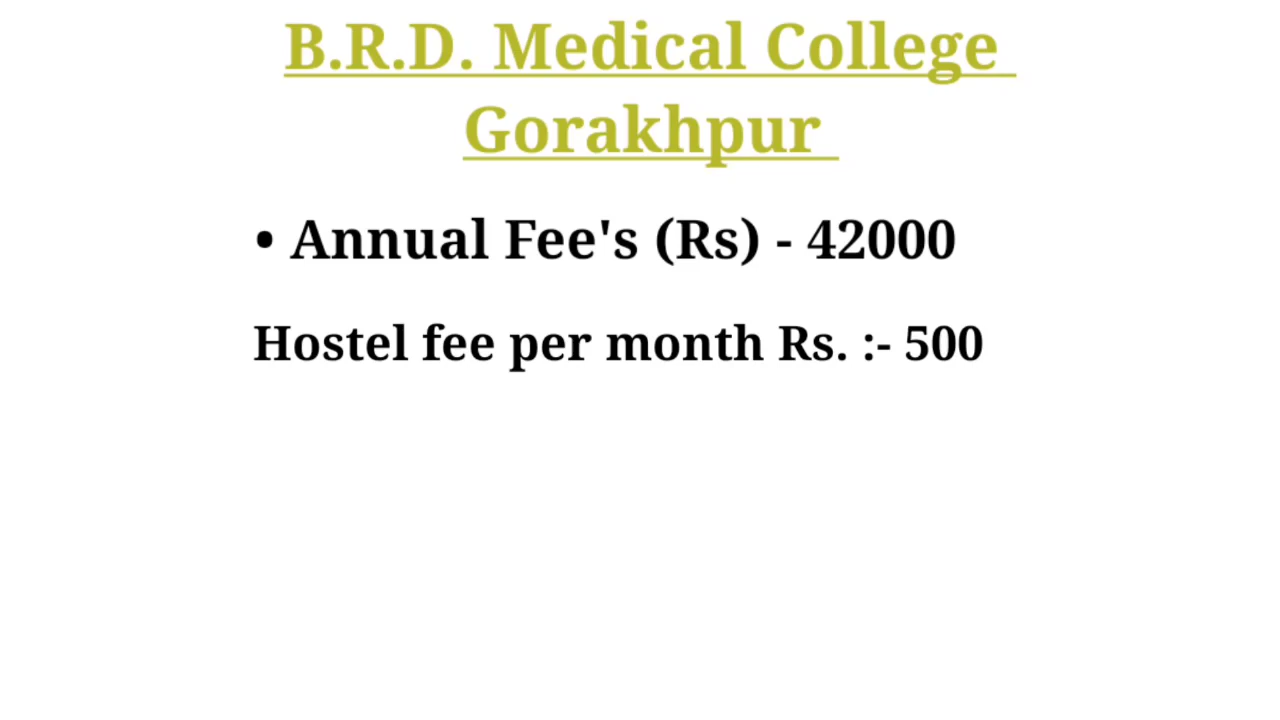 B.R.D. Medical College
Gorakhpur
• Annual Fee's (Rs) - 42000
Hostel fee per month Rs. :- 500